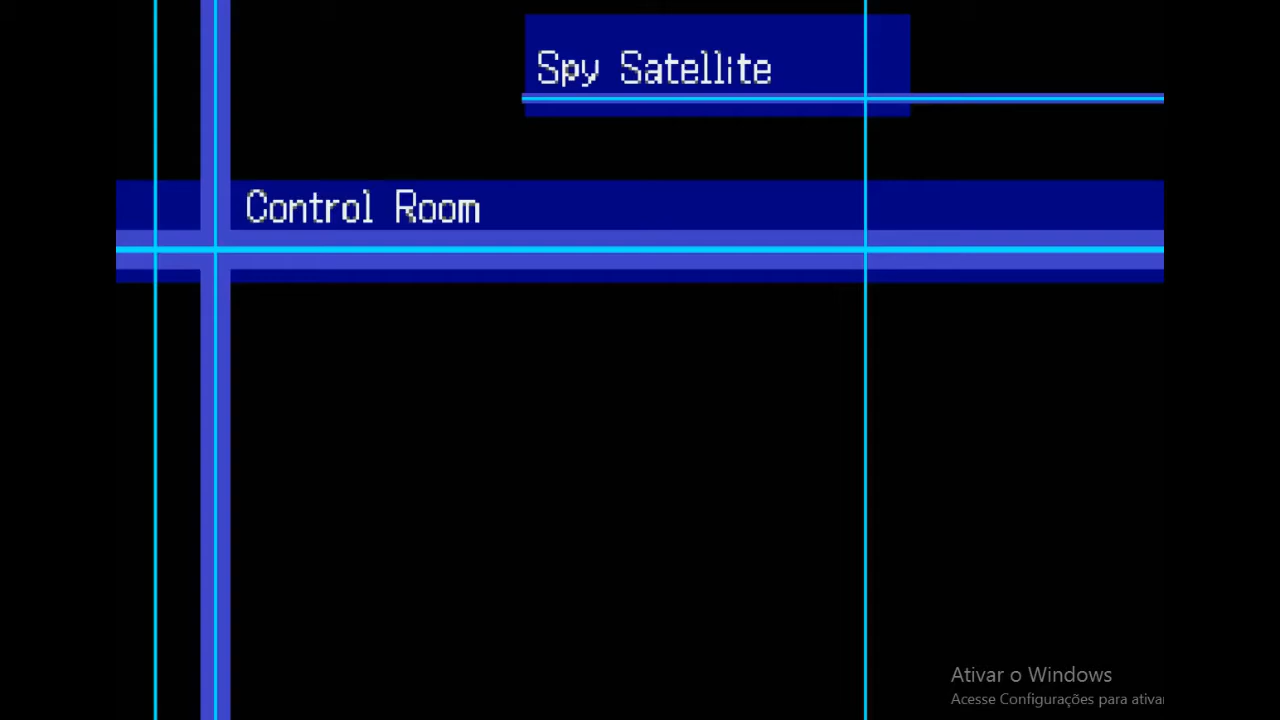 Spy Satellite
Control Room
Ativar o Windows
Acesse Configurações para ativar